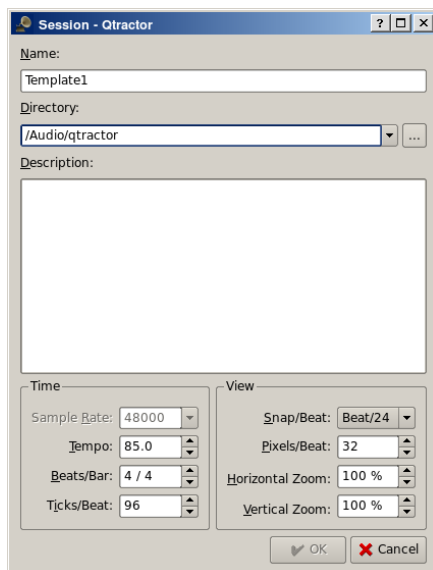 Session - Qtractor
Name:
Template1
Directory:
/Audio/qtractor
...
Description:
Time
Sample Rate: 48000
Tempo: 85.0
Beats/Bar: 4 / 4
Ticks/Beat: 96
View
Snap/Beat: Beat/24
Pixels/Beat: 32
Horizontal Zoom: 100 %
Vertical Zoom: 100 %
OK
Cancel